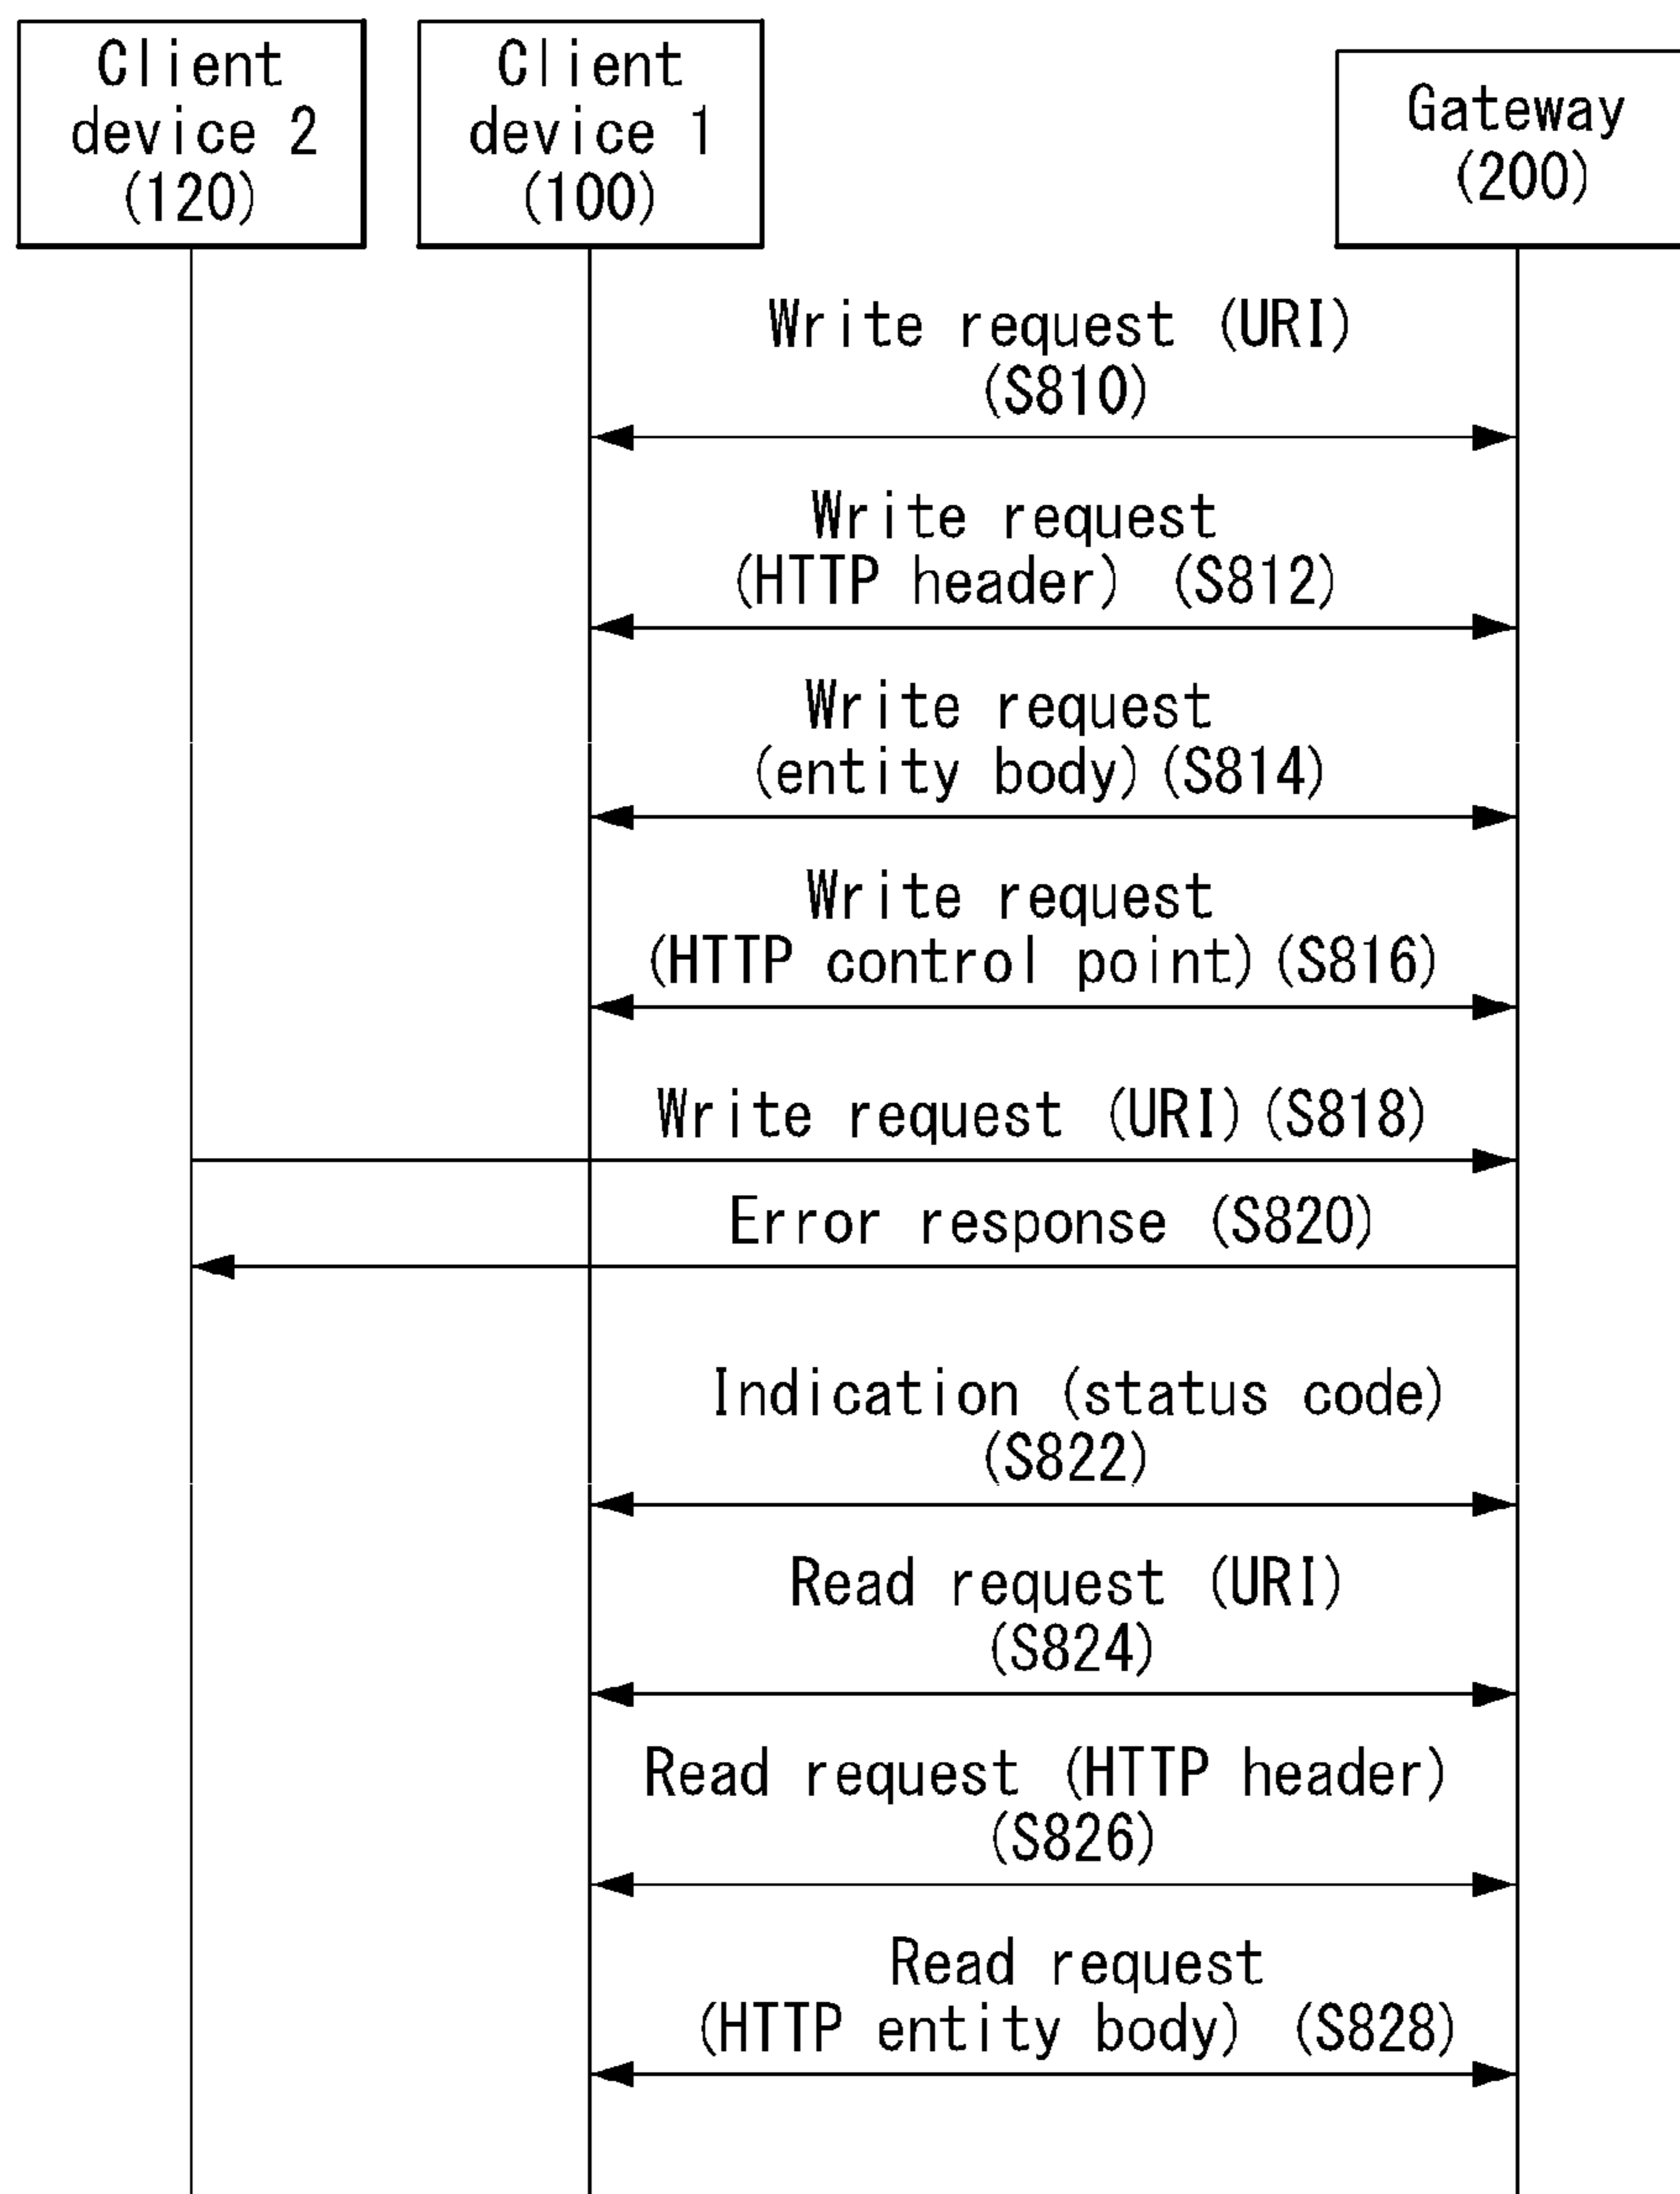 Client
device 2
(120)
Client
device 1
(100)
Gateway
(200)
Write request (URI)
(S810)
Write request
(HTTP header) (S812)
Write request
(entity body) (S814)
Write request
(HTTP control point) (S816)
Write request (URI) (S818)
Error response (S820)
Indication (status code)
(S822)
Read request (URI)
(S824)
Read request (HTTP header)
(S826)
Read request
(HTTP entity body) (S828)